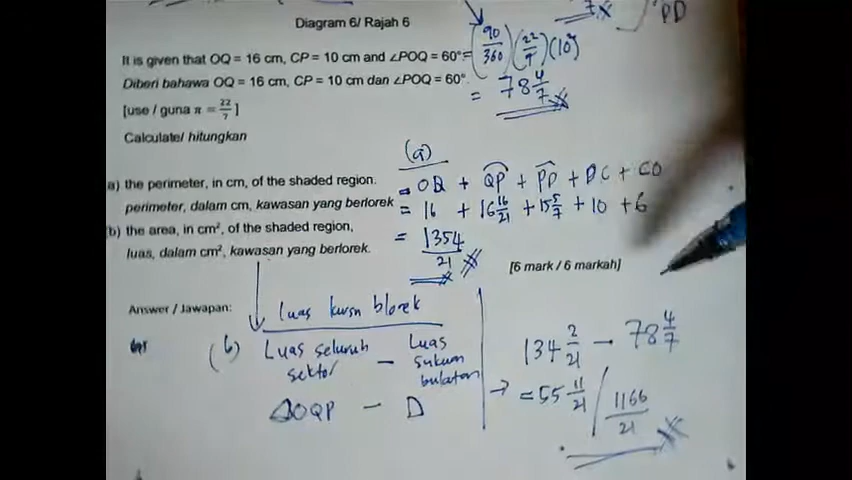 Diagram 6/ Rajah 6
It is given that OQ = 16 cm, CP = 10 cm and ∠POQ = 60°
Diberi bahawa OQ = 16 cm, CP = 10 cm dan ∠POQ = 60°.
[use / guna π = 22/7]
Calculate/ hitungkan
= (90/360)(22/7)(10²)
= 78 4/7
PD
(a)
a) the perimeter, in cm, of the shaded region.
perimeter, dalam cm, kawasan yang berlorek
= OQ + QP + PD + DC + CO
= 16 + 16 16/21 + 15 5/7 + 10 + 6
= 1354/21
(b) the area, in cm², of the shaded region,
luas, dalam cm², kawasan yang berlorek.
[6 mark / 6 markah]
Answer / Jawapan:
Luas kwsn blorek
(b) Luas seluruh sektor − Luas sukum bulatan
OQP − D
134 2/21 − 78 4/7
→ = 55 11/21 / 1166/21